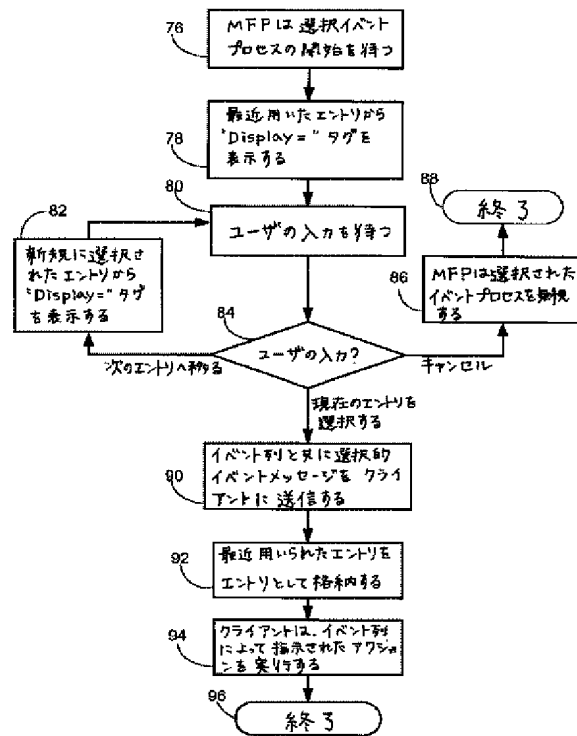 76
MFPは選択イベント
プロセスの開始を待つ
78
最近用いたエントリから
"Display="タグを
表示する
80
ユーザの入力を待つ
82
新規に選択さ
れたエントリから
"Display="タグ
を表示する
84
ユーザの入力?
次のエントリへ移る
キャンセル
86
MFPは選択された
イベントプロセスを無視
する
88
終了
現在のエントリを
選択する
90
イベント列と共に選択的
イベントメッセージをクライ
アントに送信する
92
最近用いられたエントリを
エントリとして格納する
94
クライアントは、イベント列
によって指示されたアクショ
ンを実行する
96
終了